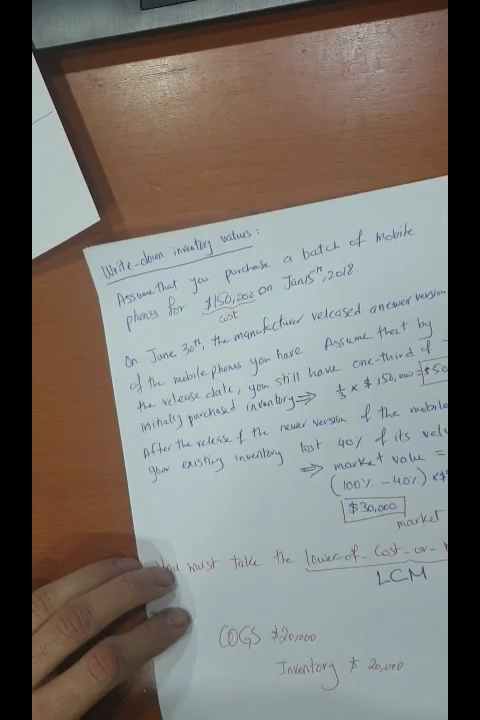 Write-down inventory values:
Assume that you purchase a batch of mobile
phones for $150,000 on Jan 15th, 2018.
cost
On June 30th, the manufacturer released a newer version
of the mobile phones you have. Assume that by
the release date, you still have one-third of
initially purchased inventory ⇒ 1/3 × $150,000 = $50
After the release of the newer version of the mobile
your existing inventory lost 40% of its
⇒ market value =
(100% - 40%) × $
$30,000
market
You must take the Lower-of-Cost-or-
LCM
COGS $20,000
Inventory $ 20,000